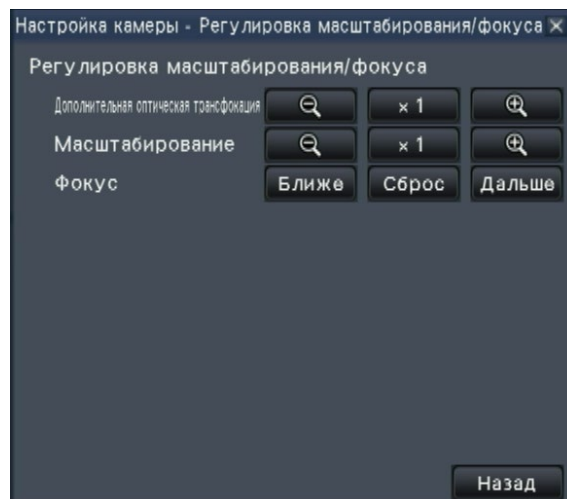 Настройка камеры - Регулировка масштабирования/фокуса
Регулировка масштабирования/фокуса
Дополнительная оптическая трансфокация × 1
Масштабирование × 1
Фокус Ближе Сброс Дальше
Назад